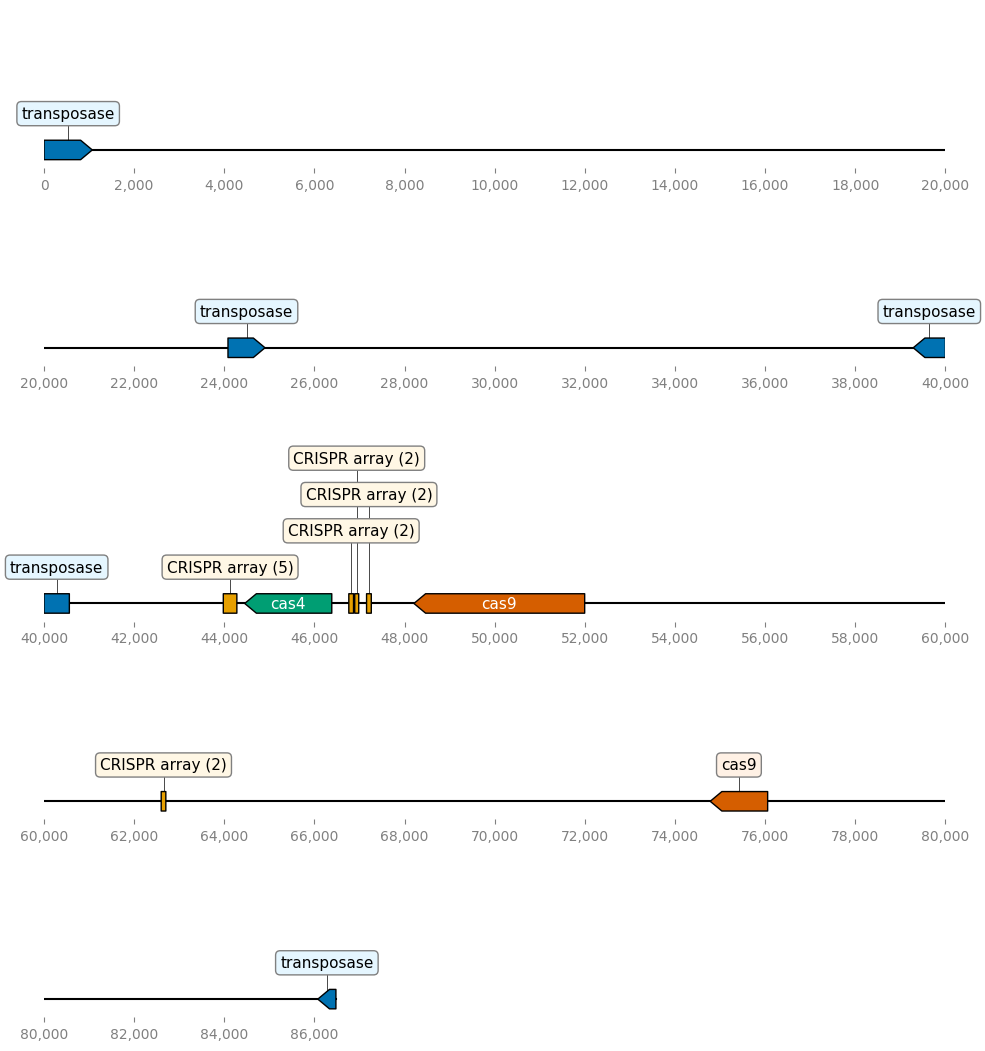 transposase
0 2,000 4,000 6,000 8,000 10,000 12,000 14,000 16,000 18,000 20,000
transposase transposase
20,000 22,000 24,000 26,000 28,000 30,000 32,000 34,000 36,000 38,000 40,000
CRISPR array (2)
CRISPR array (2)
CRISPR array (2)
transposase CRISPR array (5)
cas4 cas9
40,000 42,000 44,000 46,000 48,000 50,000 52,000 54,000 56,000 58,000 60,000
CRISPR array (2) cas9
60,000 62,000 64,000 66,000 68,000 70,000 72,000 74,000 76,000 78,000 80,000
transposase
80,000 82,000 84,000 86,000